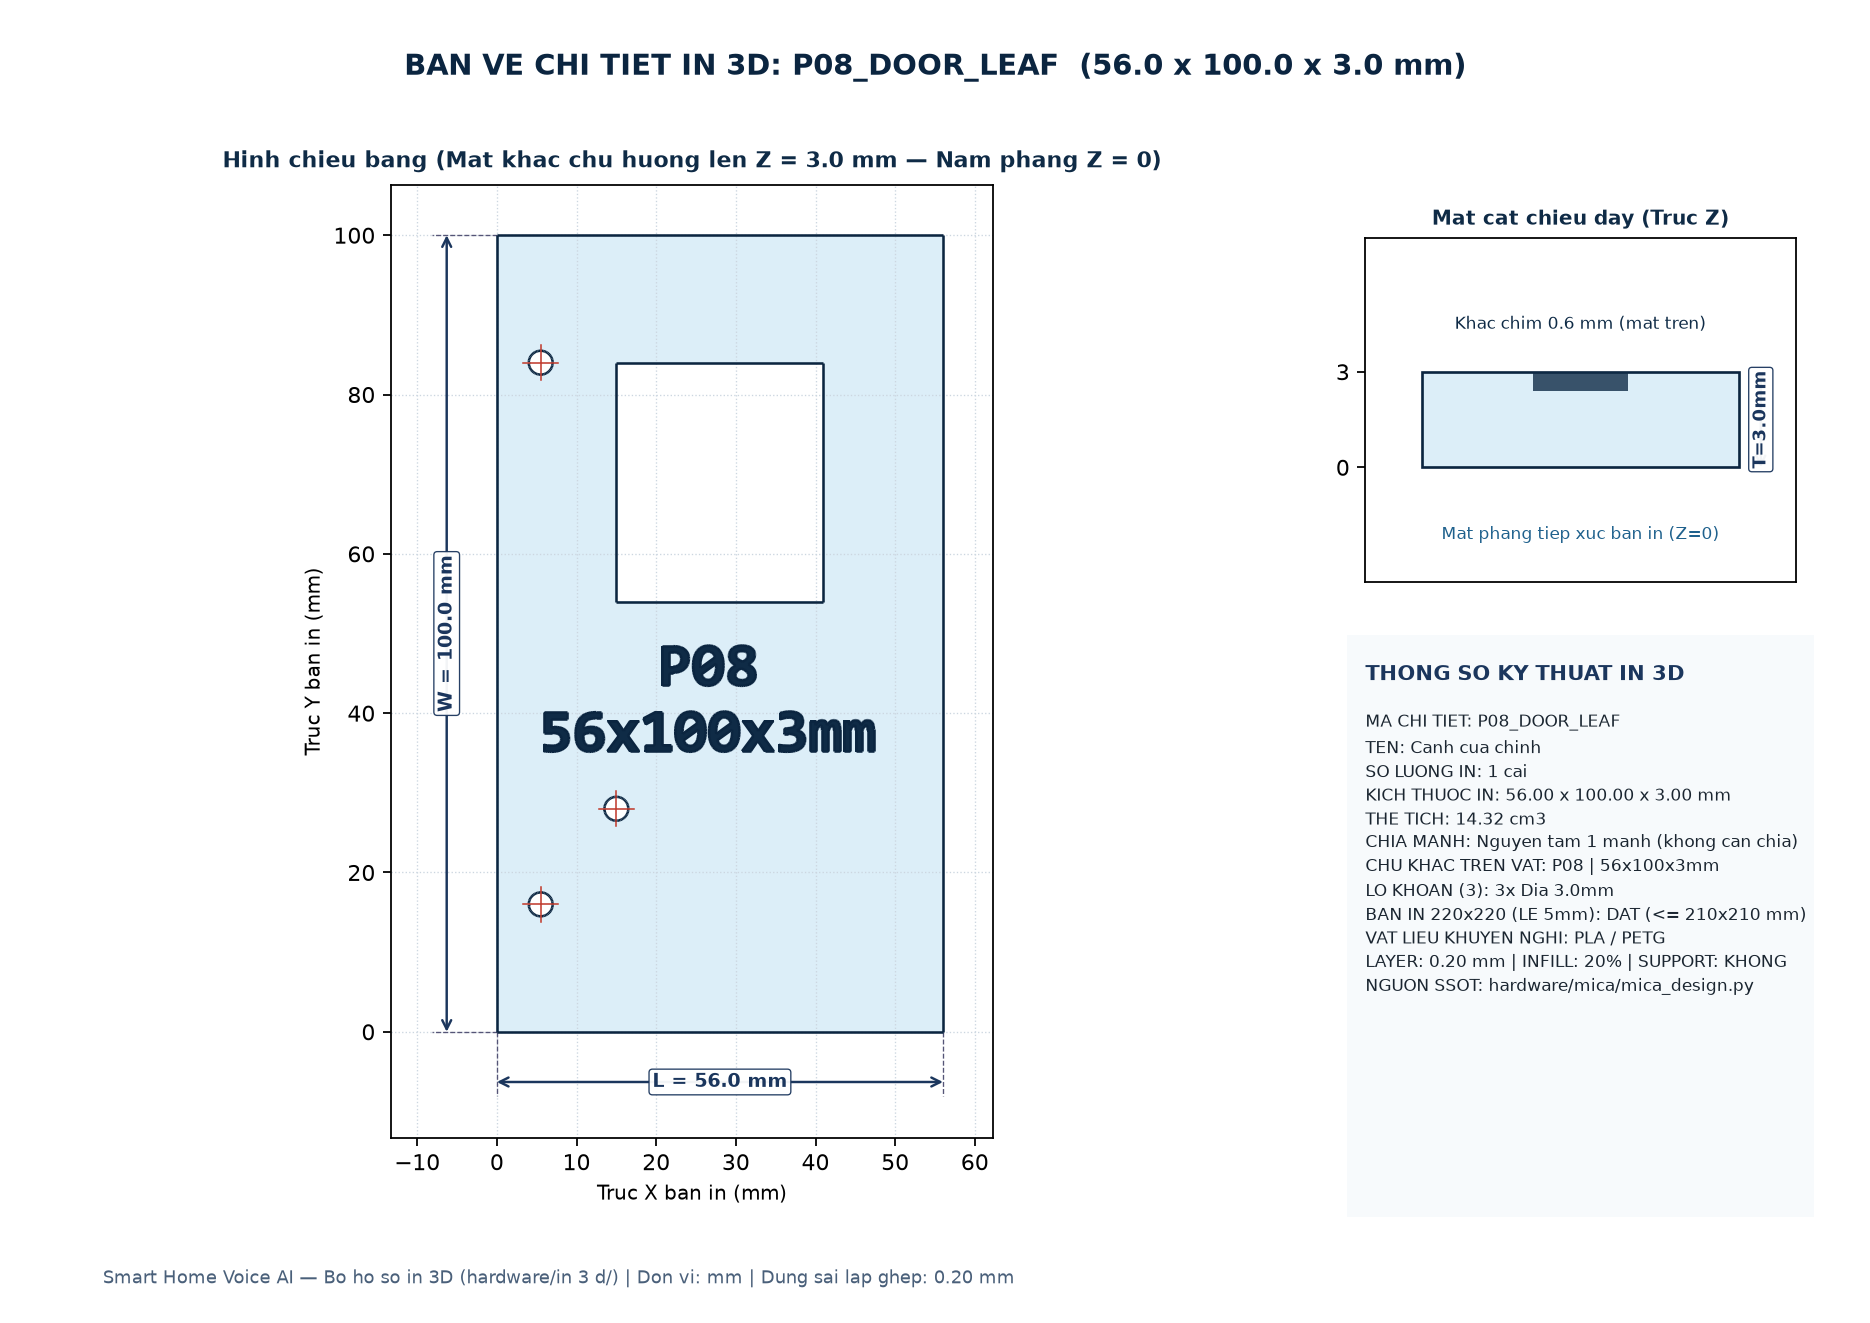 BAN VE CHI TIET IN 3D: P08_DOOR_LEAF (56.0 x 100.0 x 3.0 mm)
Hinh chieu bang (Mat khac chu huong len Z = 3.0 mm — Nam phang Z = 0)
100
80
60
40
20
0
Truc Y ban in (mm)
W = 100.0 mm
P08
56x100x3mm
L = 56.0 mm
−10 0 10 20 30 40 50 60
Truc X ban in (mm)
Mat cat chieu day (Truc Z)
Khac chim 0.6 mm (mat tren)
3
0
T=3.0mm
Mat phang tiep xuc ban in (Z=0)
THONG SO KY THUAT IN 3D
MA CHI TIET: P08_DOOR_LEAF
TEN: Canh cua chinh
SO LUONG IN: 1 cai
KICH THUOC IN: 56.00 x 100.00 x 3.00 mm
THE TICH: 14.32 cm3
CHIA MANH: Nguyen tam 1 manh (khong can chia)
CHU KHAC TREN VAT: P08 | 56x100x3mm
LO KHOAN (3): 3x Dia 3.0mm
BAN IN 220x220 (LE 5mm): DAT (<= 210x210 mm)
VAT LIEU KHUYEN NGHI: PLA / PETG
LAYER: 0.20 mm | INFILL: 20% | SUPPORT: KHONG
NGUON SSOT: hardware/mica/mica_design.py
Smart Home Voice AI — Bo ho so in 3D (hardware/in 3 d/) | Don vi: mm | Dung sai lap ghep: 0.20 mm